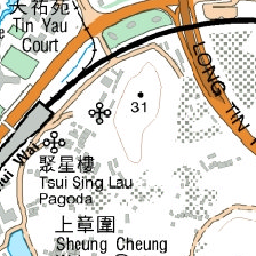 天祐苑
Tin Yau
Court
31
LONG TIN
聚星樓
Tsui Sing Lau
Pagoda
上章圍
Sheung Cheung